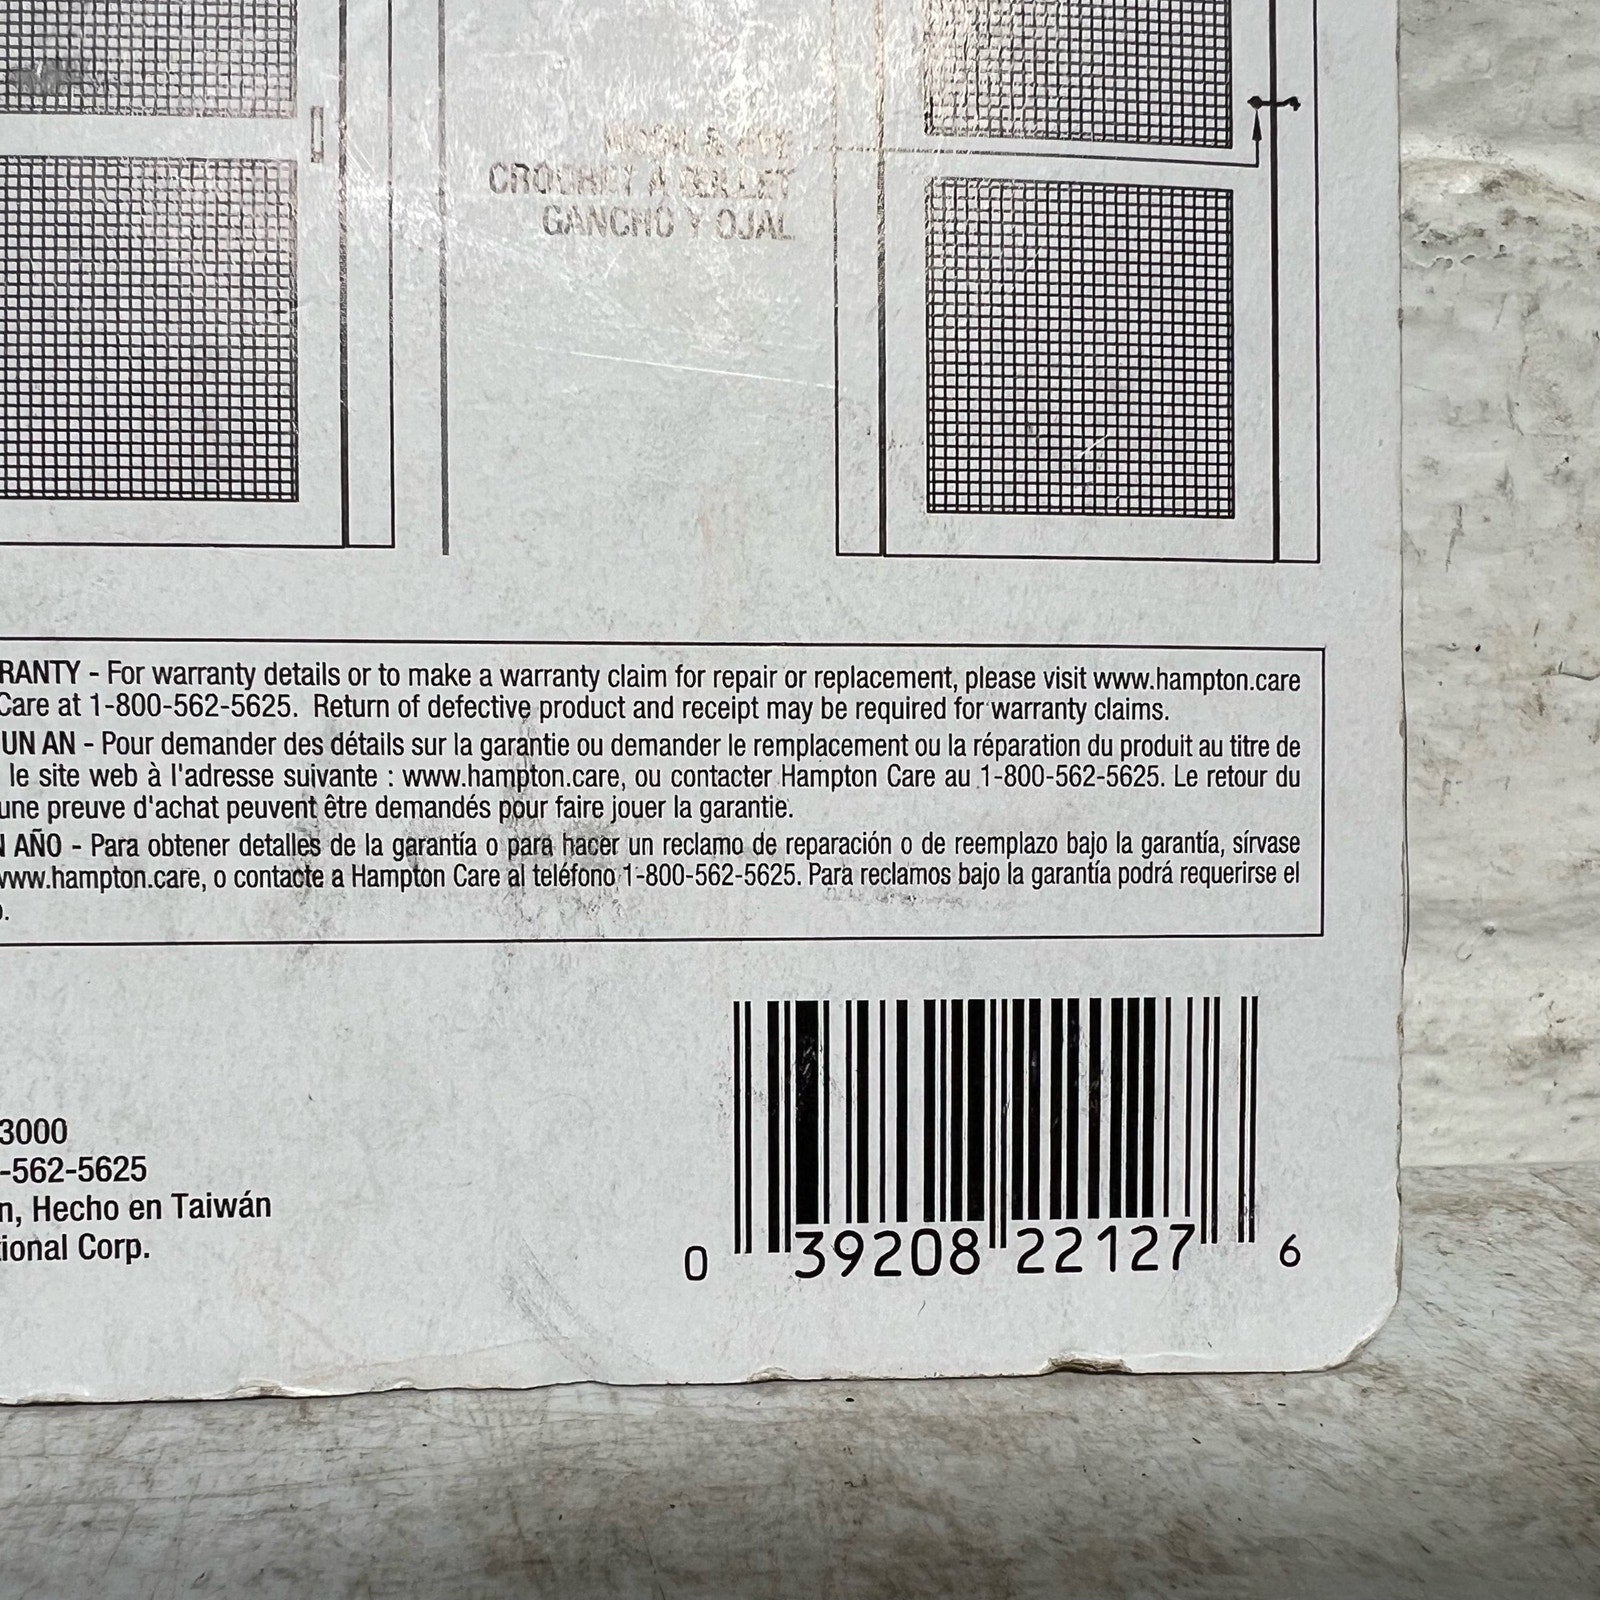 HOOK & EYE
CROCHET À ŒILLET
GANCHO Y OJAL
RANTY - For warranty details or to make a warranty claim for repair or replacement, please visit www.hampton.care
Care at 1-800-562-5625. Return of defective product and receipt may be required for warranty claims.
UN AN - Pour demander des détails sur la garantie ou demander le remplacement ou la réparation du produit au titre de
le site web à l'adresse suivante : www.hampton.care, ou contacter Hampton Care au 1-800-562-5625. Le retour du
une preuve d'achat peuvent être demandés pour faire jouer la garantie.
N AÑO - Para obtener detalles de la garantía o para hacer un reclamo de reparación o de reemplazo bajo la garantía, sírvase
www.hampton.care, o contacte a Hampton Care al teléfono 1-800-562-5625. Para reclamos bajo la garantía podrá requerirse el
o.
3000
-562-5625
n, Hecho en Taiwán
ional Corp.
0 39208 22127 6